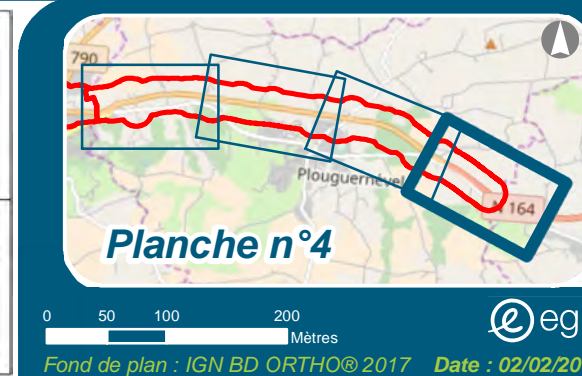 790
Plouguernével
N 164
Planche n°4
0 50 100 200
Mètres
eg
Fond de plan : IGN BD ORTHO® 2017 Date : 02/02/20